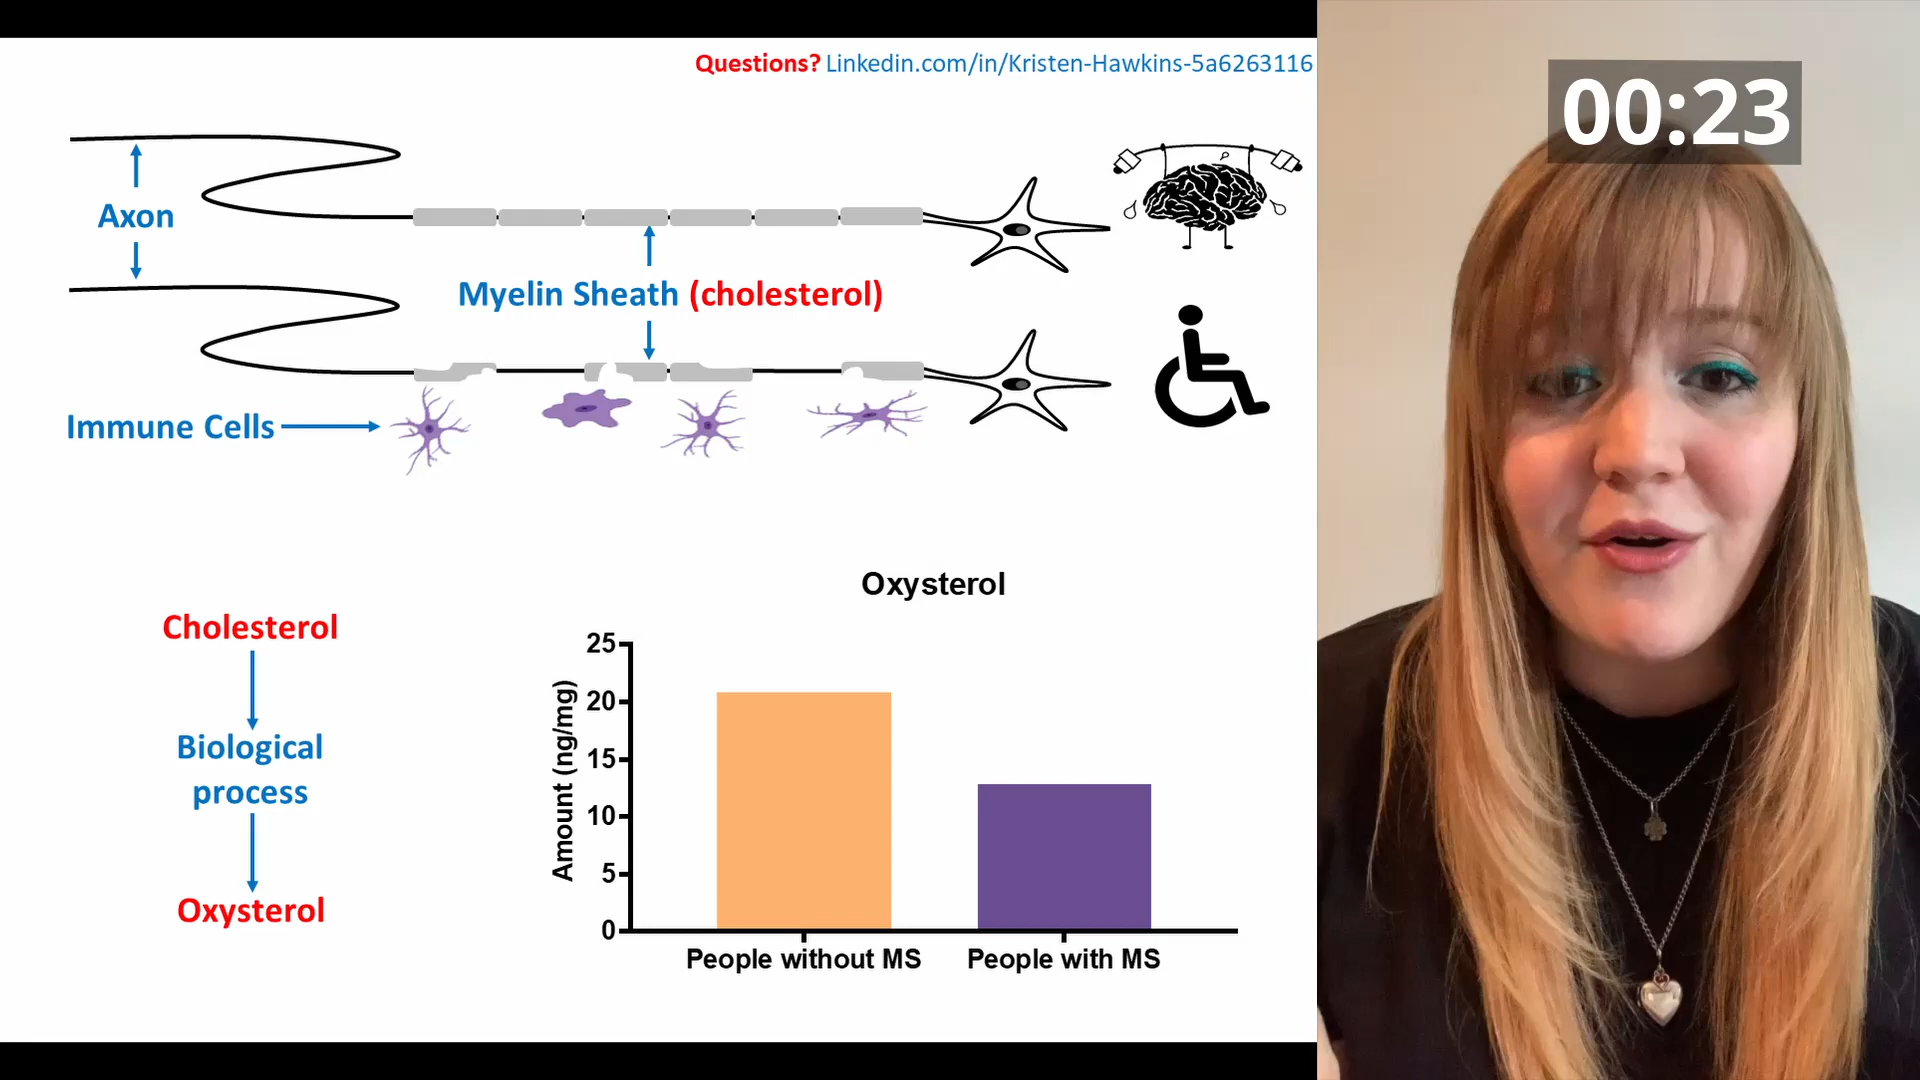 Questions? Linkedin.com/in/Kristen-Hawkins-5a6263116
00:23
Axon
Myelin Sheath (cholesterol)
Immune Cells
Cholesterol
Biological
process
Oxysterol
Oxysterol
Amount (ng/mg)
25
20
15
10
5
0
People without MS
People with MS